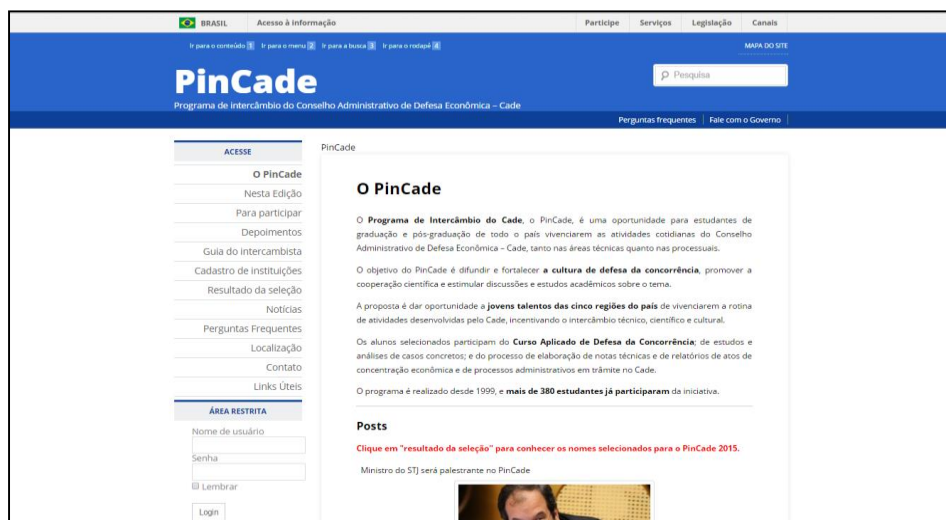 BRASIL Acesso à informação Participe Serviços Legislação Canais
Ir para o conteúdo 1 Ir para o menu 2 Ir para a busca 3 Ir para o rodapé 4 MAPA DO SITE
PinCade
Pesquisa
Programa de intercâmbio do Conselho Administrativo de Defesa Econômica – Cade
Perguntas frequentes Fale com o Governo
ACESSE
O PinCade
Nesta Edição
Para participar
Depoimentos
Guia do intercambista
Cadastro de instituições
Resultado da seleção
Notícias
Perguntas Frequentes
Localização
Contato
Links Úteis
ÁREA RESTRITA
Nome de usuário
Senha
Lembrar
Login
PinCade
O PinCade
O Programa de Intercâmbio do Cade, o PinCade, é uma oportunidade para estudantes de
graduação e pós-graduação de todo o país vivenciarem as atividades cotidianas do Conselho
Administrativo de Defesa Econômica – Cade, tanto nas áreas técnicas quanto nas processuais.
O objetivo do PinCade é difundir e fortalecer a cultura de defesa da concorrência, promover a
cooperação científica e estimular discussões e estudos acadêmicos sobre o tema.
A proposta é dar oportunidade a jovens talentos das cinco regiões do país de vivenciarem a rotina
de atividades desenvolvidas pelo Cade, incentivando o intercâmbio técnico, científico e cultural.
Os alunos selecionados participam do Curso Aplicado de Defesa da Concorrência; de estudos e
análises de casos concretos; e do processo de elaboração de notas técnicas e de relatórios de atos de
concentração econômica e de processos administrativos em trâmite no Cade.
O programa é realizado desde 1999, e mais de 380 estudantes já participaram da iniciativa.
Posts
Clique em "resultado da seleção" para conhecer os nomes selecionados para o PinCade 2015.
Ministro do STJ será palestrante no PinCade